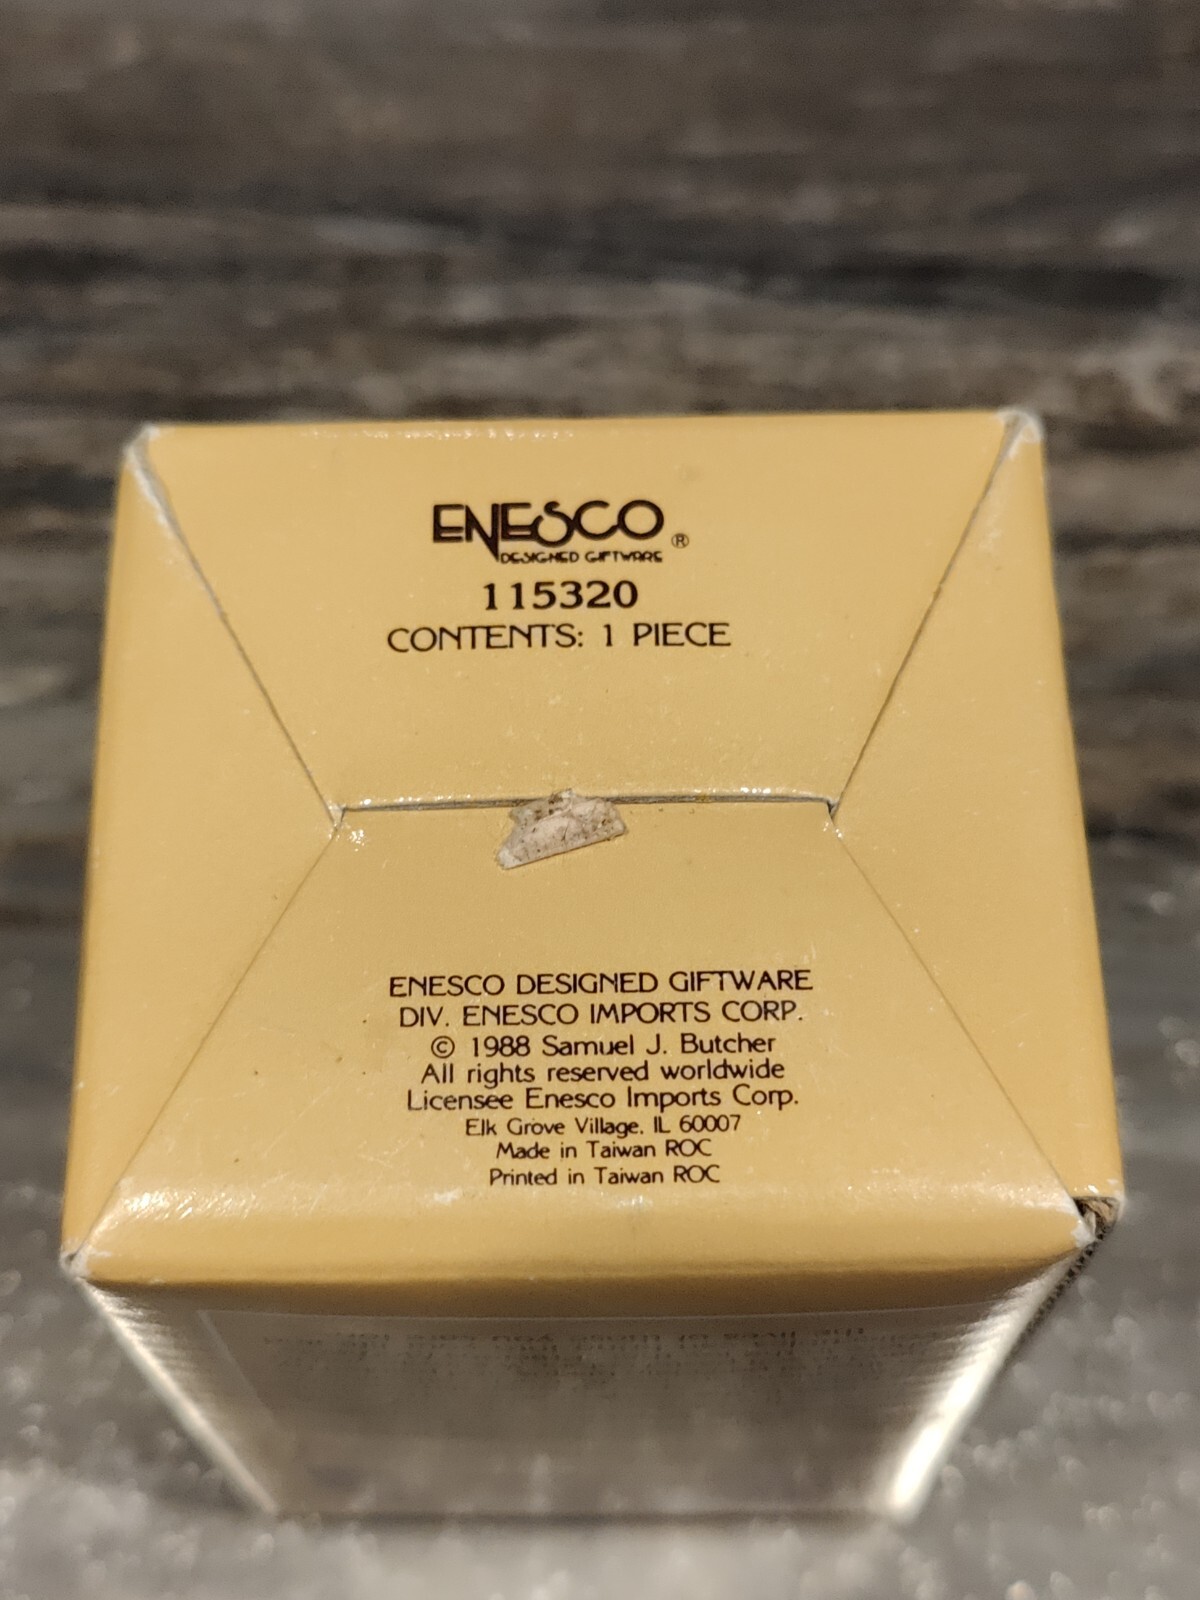 ENESCO®
DESIGNED GIFTWARE
115320
CONTENTS: 1 PIECE
ENESCO DESIGNED GIFTWARE
DIV. ENESCO IMPORTS CORP.
© 1988 Samuel J. Butcher
All rights reserved worldwide
Licensee Enesco Imports Corp.
Elk Grove Village, IL 60007
Made in Taiwan ROC
Printed in Taiwan ROC